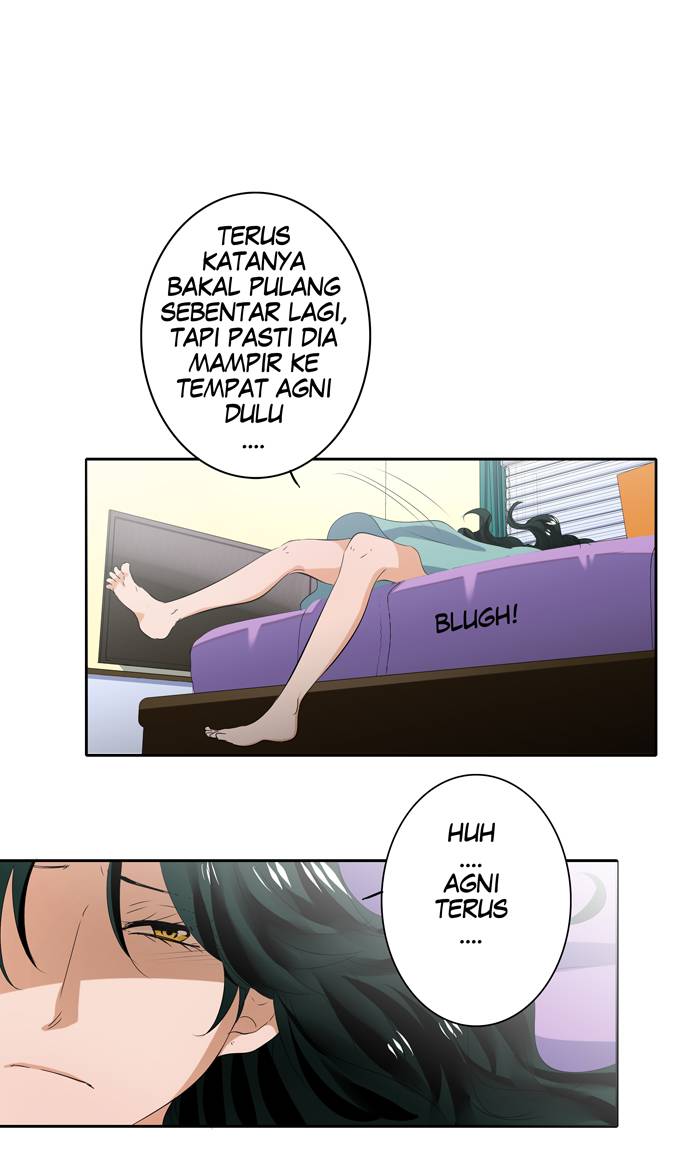 TERUS
KATANYA
BAKAL PULANG
SEBENTAR LAGI,
TAPI PASTI DIA
MAMPIR KE
TEMPAT AGNI
DULU
....
BLUGH!
HUH
....
AGNI
TERUS
....